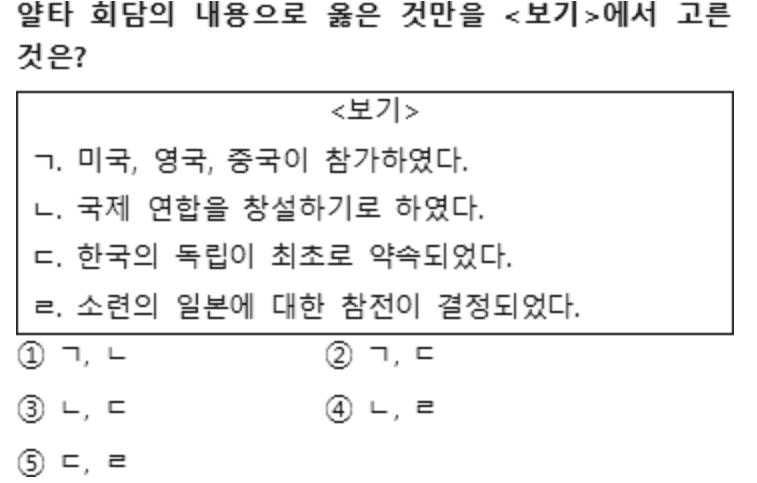 얄타 회담의 내용으로 옳은 것만을 <보기>에서 고른
것은?
<보기>
ㄱ. 미국, 영국, 중국이 참가하였다.
ㄴ. 국제 연합을 창설하기로 하였다.
ㄷ. 한국의 독립이 최초로 약속되었다.
ㄹ. 소련의 일본에 대한 참전이 결정되었다.
① ㄱ, ㄴ ② ㄱ, ㄷ
③ ㄴ, ㄷ ④ ㄴ, ㄹ
⑤ ㄷ, ㄹ